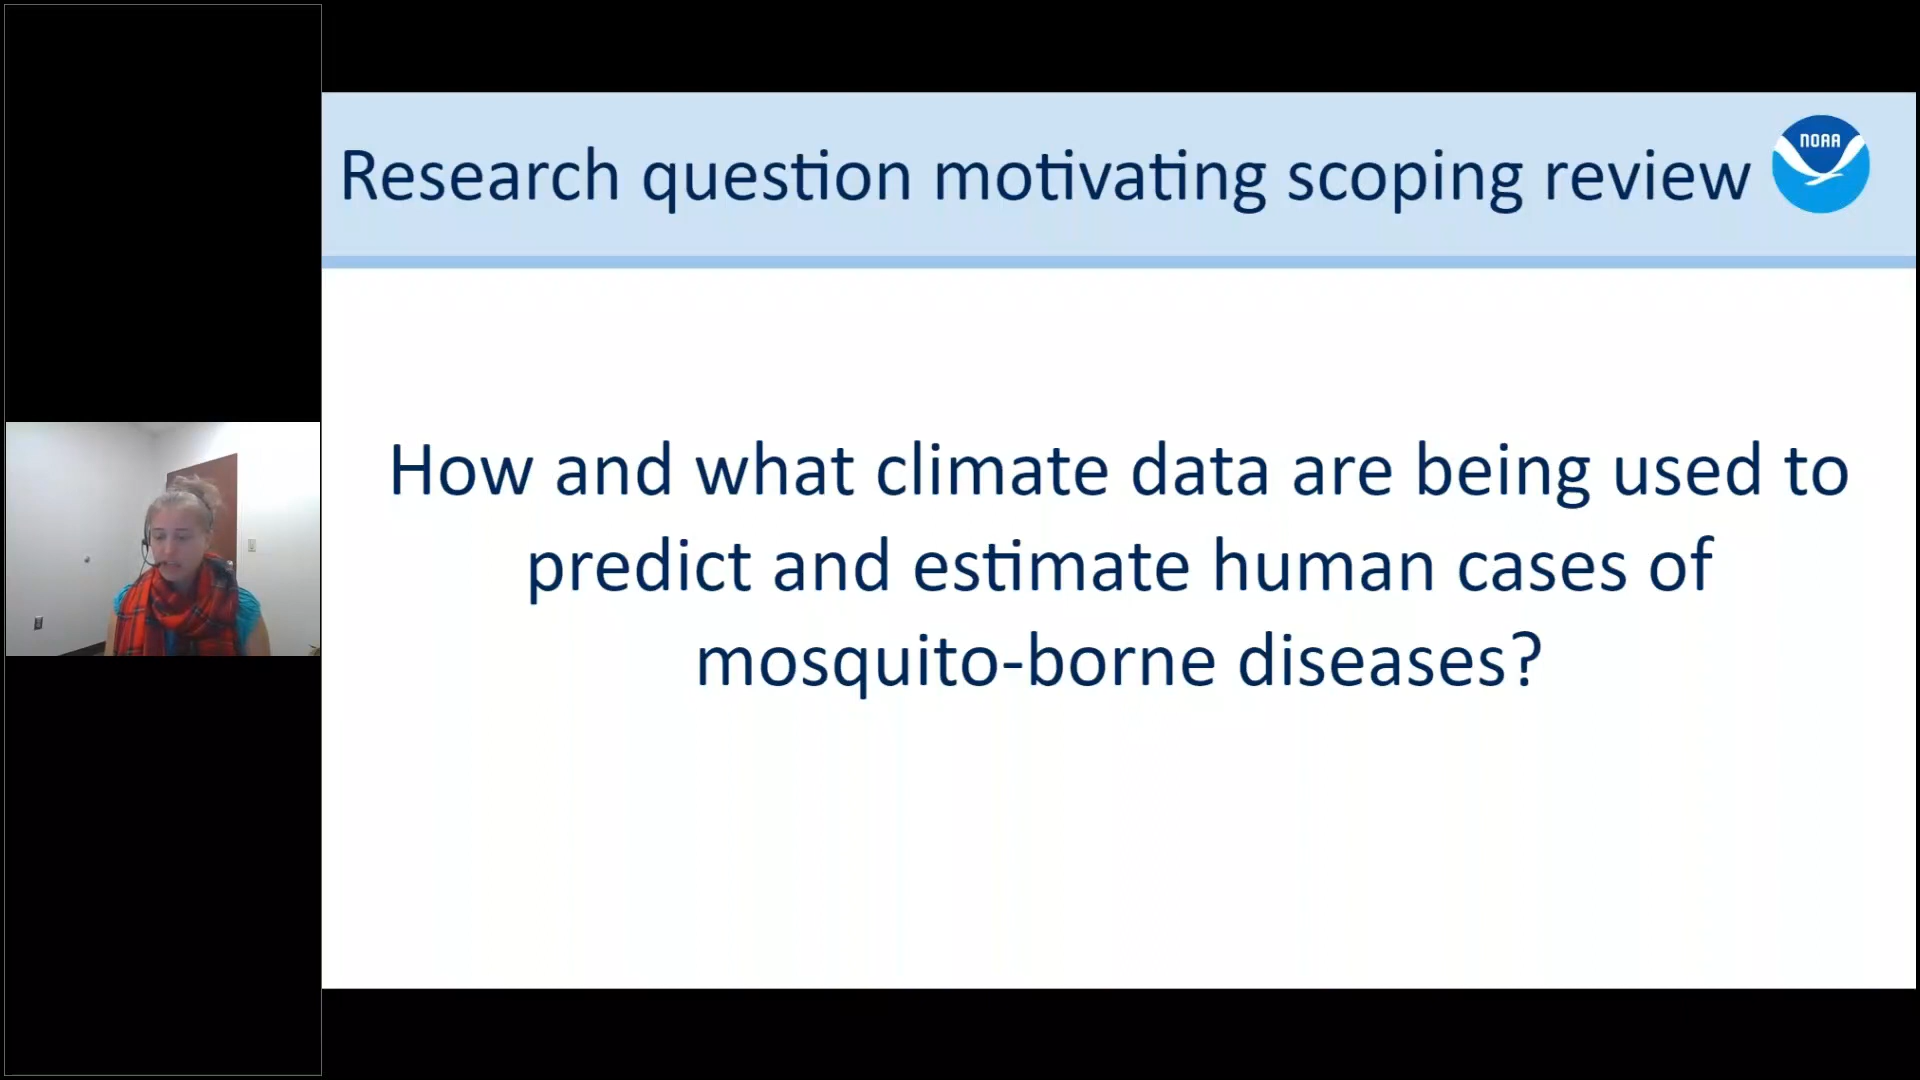 Research question motivating scoping review
NOAA
How and what climate data are being used to
predict and estimate human cases of
mosquito-borne diseases?